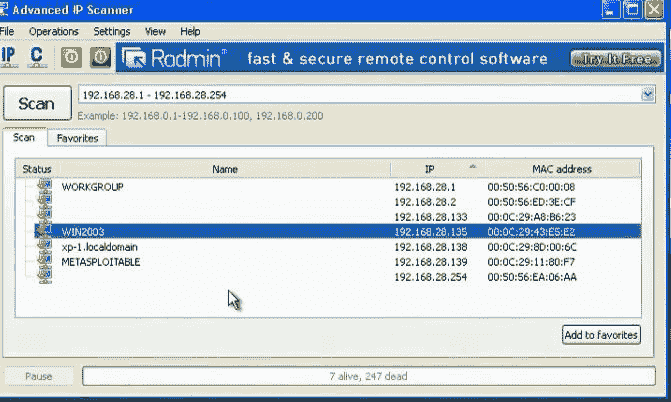 Advanced IP Scanner
File Operations Settings View Help
IP C Radmin® fast & secure remote control software Try It Free
Scan 192.168.28.1 - 192.168.28.254
Example: 192.168.0.1-192.168.0.100, 192.168.0.200
Scan Favorites
Status Name IP MAC address
WORKGROUP 192.168.28.1 00:50:56:C0:00:08
192.168.28.2 00:50:56:ED:3E:CF
192.168.28.133 00:0C:29:A8:B6:23
WIN2003 192.168.28.135 00:0C:29:43:E5:E2
xp-1.localdomain 192.168.28.138 00:0C:29:8D:00:6C
METASPLOITABLE 192.168.28.139 00:0C:29:11:80:F7
192.168.28.254 00:50:56:EA:06:AA
Add to favorites
Pause 7 alive, 247 dead